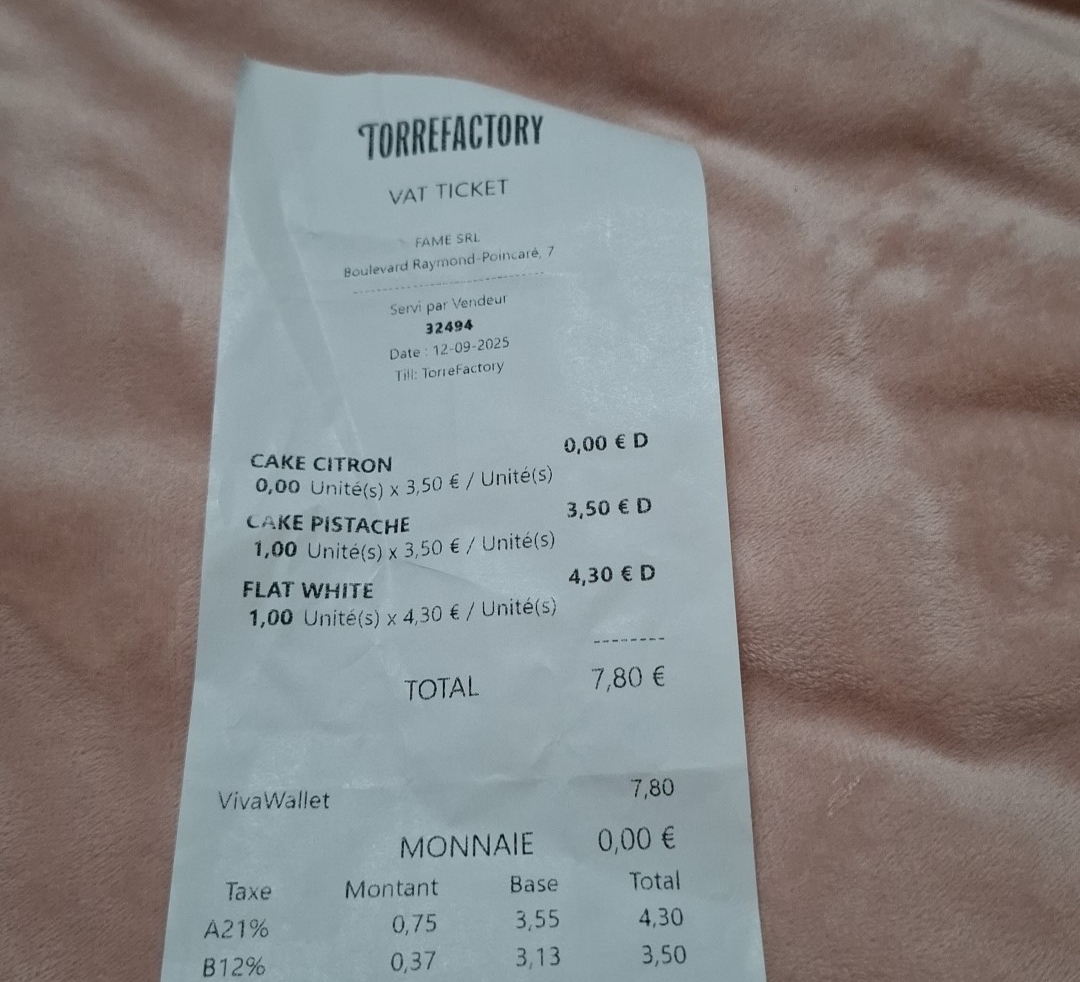 TORREFACTORY
VAT TICKET
FAME SRL
Boulevard Raymond-Poincaré, 7
--------------------------------
Servi par Vendeur
32494
Date : 12-09-2025
Till: TorreFactory
CAKE CITRON 0,00 € D
0,00 Unité(s) x 3,50 € / Unité(s)
CAKE PISTACHE 3,50 € D
1,00 Unité(s) x 3,50 € / Unité(s)
FLAT WHITE 4,30 € D
1,00 Unité(s) x 4,30 € / Unité(s)
--------
TOTAL 7,80 €
VivaWallet 7,80
MONNAIE 0,00 €
Taxe Montant Base Total
A21% 0,75 3,55 4,30
B12% 0,37 3,13 3,50